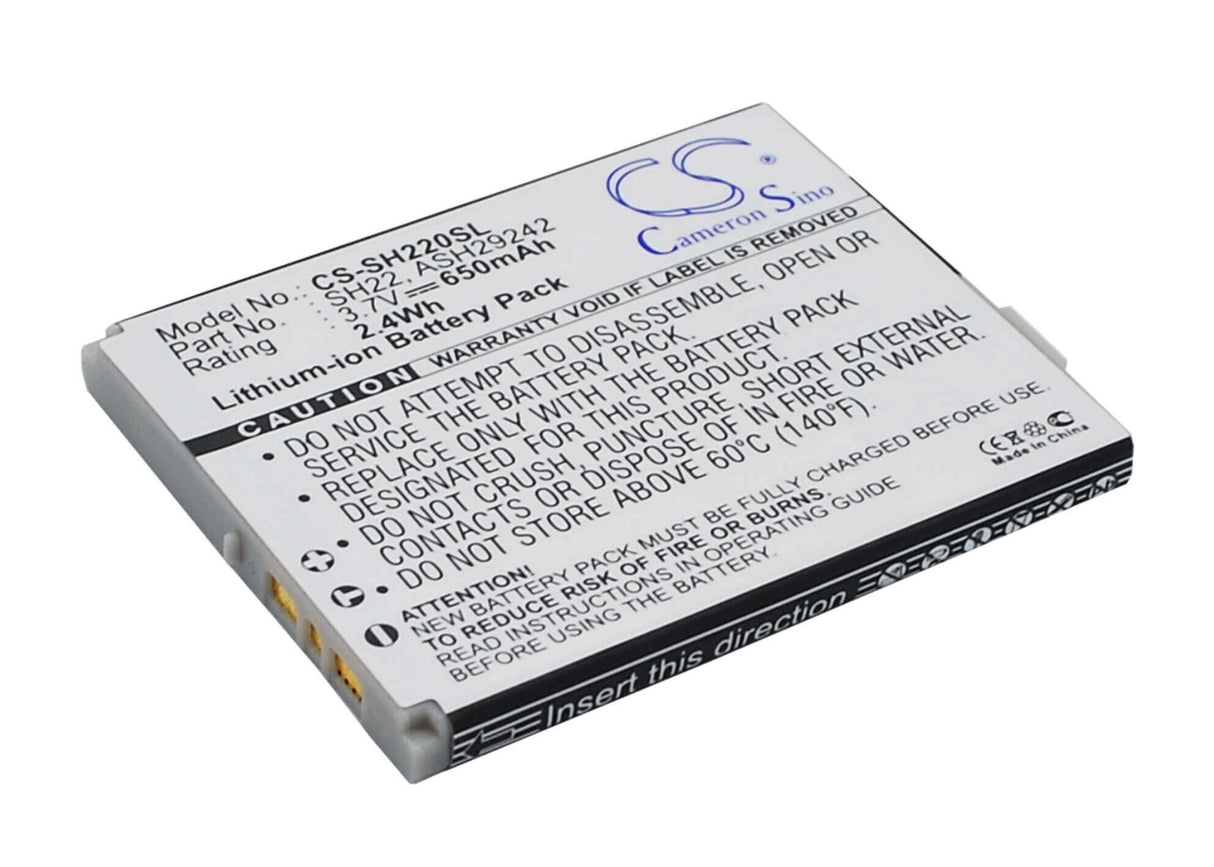 CS®
Cameron Sino
Model No.: CS-SH220SL
Part No. : SH22, ASH29242
Rating : 3.7V 650mAh
2.4Wh
Lithium-ion Battery Pack
CAUTION WARRANTY VOID IF LABEL IS REMOVED
• DO NOT ATTEMPT TO DISASSEMBLE, OPEN OR
SERVICE THE BATTERY PACK.
• REPLACE ONLY WITH THE BATTERY PACK
DESIGNATED.
• DO NOT CRUSH, PUNCTURE, SHORT EXTERNAL
CONTACTS OR DISPOSE OF IN FIRE OR WATER.
• DO NOT STORE ABOVE 60°C (140°F).
ATTENTION!
NEW BATTERY PACK MUST BE FULLY CHARGED BEFORE USE.
TO REDUCE RISK OF FIRE OR BURNS.
READ INSTRUCTIONS IN OPERATING GUIDE
BEFORE USING THE BATTERY.
CE
Made in China
Insert this direction